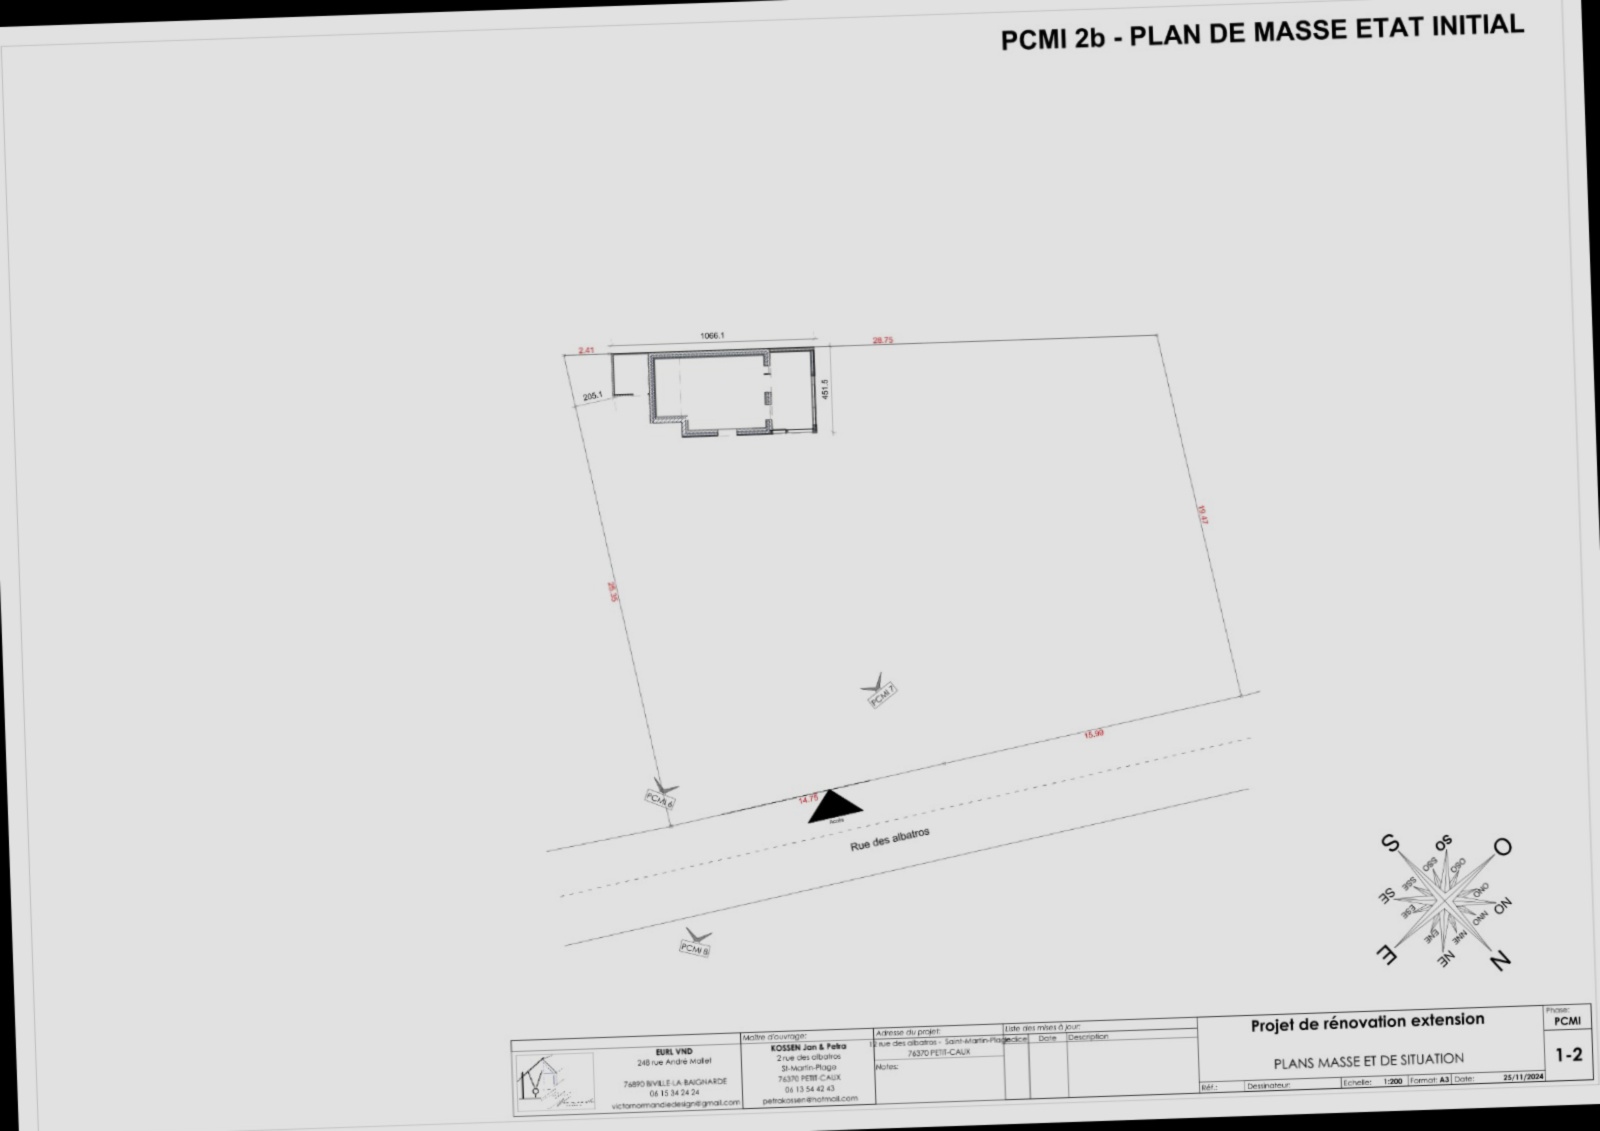 PCMI 2b - PLAN DE MASSE ETAT INITIAL
1066.1
2.41
28.75
205.1
451.5
19.47
25.35
PCMI 7
15.99
PCMI 6
14.75
Accès
Rue des albatros
PCMI 8
S
SO
O
SSO
OSO
SE
SSE
ONO
ESE
NNO
NO
ENE
NNE
E
NE
N
EURL VND
248 rue André Mallet
76890 BIVILLE-LA-BAIGNARDE
06 15 34 24 24
victornormandiedesign@gmail.com
Maître d'ouvrage:
KOSSEN Jan & Petra
2 rue des albatros
St-Martin-Plage
76370 PETIT-CAUX
06 13 54 42 43
petrakossen@hotmail.com
Adresse du projet:
rue des albatros - Saint-Martin-Plage
76370 PETIT-CAUX
Notes:
Liste des mises à jour:
Date
Description
Projet de rénovation extension
PLANS MASSE ET DE SITUATION
Réf.:
Dessinateur:
Echelle: 1:200
Format: A3
Date: 25/11/2024
Phase:
PCMI
1-2